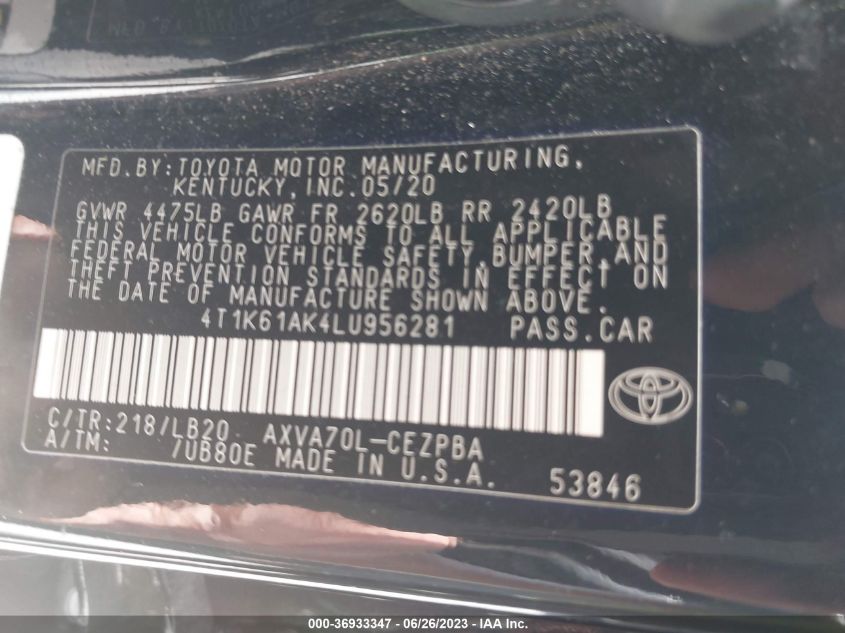 MFD.BY:TOYOTA MOTOR MANUFACTURING,
KENTUCKY,INC.05/20
GVWR 4475LB GAWR FR 2620LB RR 2420LB
THIS VEHICLE CONFORMS TO ALL APPLICABLE
FEDERAL MOTOR VEHICLE SAFETY,BUMPER,AND
THEFT PREVENTION STANDARDS IN EFFECT ON
THE DATE OF MANUFACTURE SHOWN ABOVE.
4T1K61AK4LU956281 PASS.CAR
C/TR:218/LB20 AXVA70L-CEZPBA
A/TM: /UB80E MADE IN U.S.A.
53846
000-36933347 / 06/26/2023 - IAA Inc.